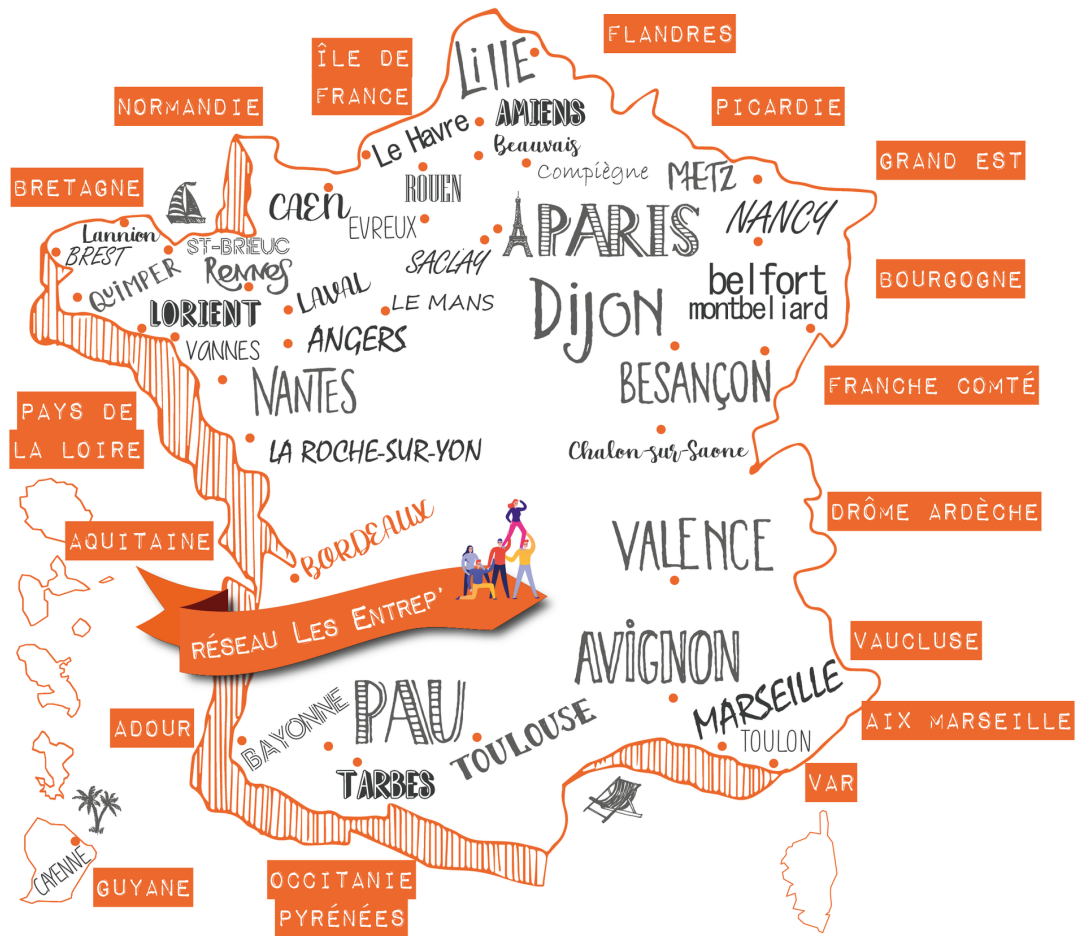 FLANDRES
LiLLE
ÎLE DE
FRANCE
NORMANDIE
PICARDIE
AMIENS
Le Havre
Beauvais
Compiègne
GRAND EST
METZ
BRETAGNE
ROUEN
CAEN
EVREUX
PARIS
NANCY
Lannion
BREST
ST-BRIEUC
RENNES
QUIMPER
SACLAY
BOURGOGNE
belfort
montbeliard
LAVAL
LE MANS
DIJON
LORIENT
VANNES
ANGERS
NANTES
BESANÇON
FRANCHE COMTÉ
PAYS DE
LA LOIRE
LA ROCHE-SUR-YON
Chalon-sur-Saone
DRÔME ARDÈCHE
AQUITAINE
BORDEAUX
VALENCE
RÉSEAU LES ENTREP'
VAUCLUSE
AViGNON
MARSEILLE
TOULON
AIX MARSEILLE
ADOUR
BAYONNE
PAU
TOULOUSE
TARBES
VAR
CAYENNE
GUYANE
OCCITANIE
PYRÉNÉES